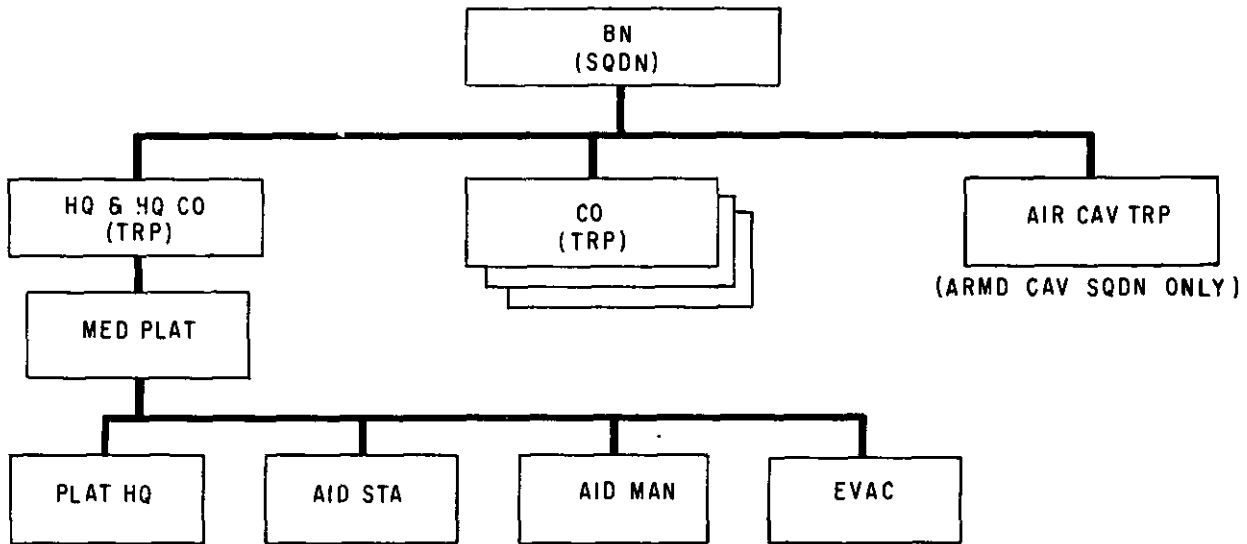 BN
(SQDN)
HQ & HQ CO
(TRP)
CO
(TRP)
AIR CAV TRP
(ARMD CAV SQDN ONLY)
MED PLAT
PLAT HQ
AID STA
AID MAN
EVAC